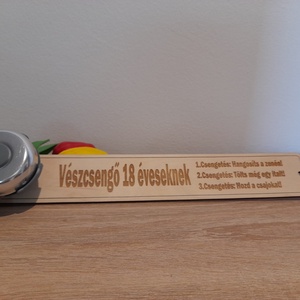 Vészcsengő 18 éveseknek
1.Csengetés: Hangosíts a zenén!
2.Csengetés: Tölts még egy italt!
3.Csengetés: Hozd a csajokat!